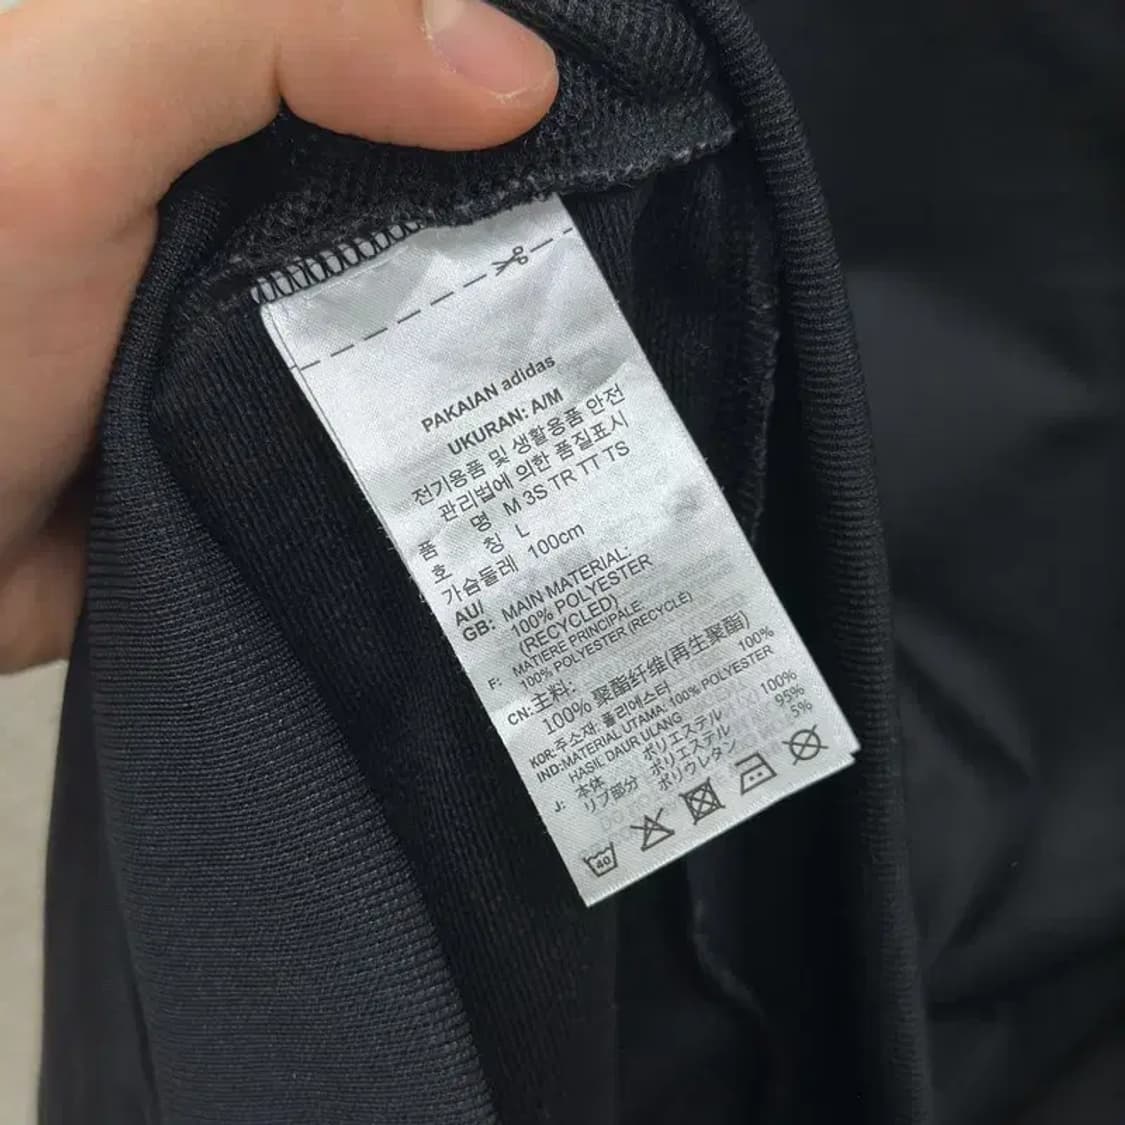 PAKAIAN adidas
UKURAN: A/M
전기용품 및 생활용품 안전
관리법에 의한 품질표시
품 명 M 3S TR TT TS
호 칭 L
가슴둘레 100cm
AU/
GB: MAIN MATERIAL:
100% POLYESTER
(RECYCLED)
F: MATIERE PRINCIPALE:
100% POLYESTER (RECYCLÉ)
CN: 主料:
100% 聚酯纤维(再生聚酯)
KOR: 주소재: 폴리에스터 100%
IND: MATERIAL UTAMA: 100% POLYESTER
HASIL DAUR ULANG
J: 本体 ポリエステル 100%
リブ部分 ポリエステル 95%
ポリウレタン 5%
40